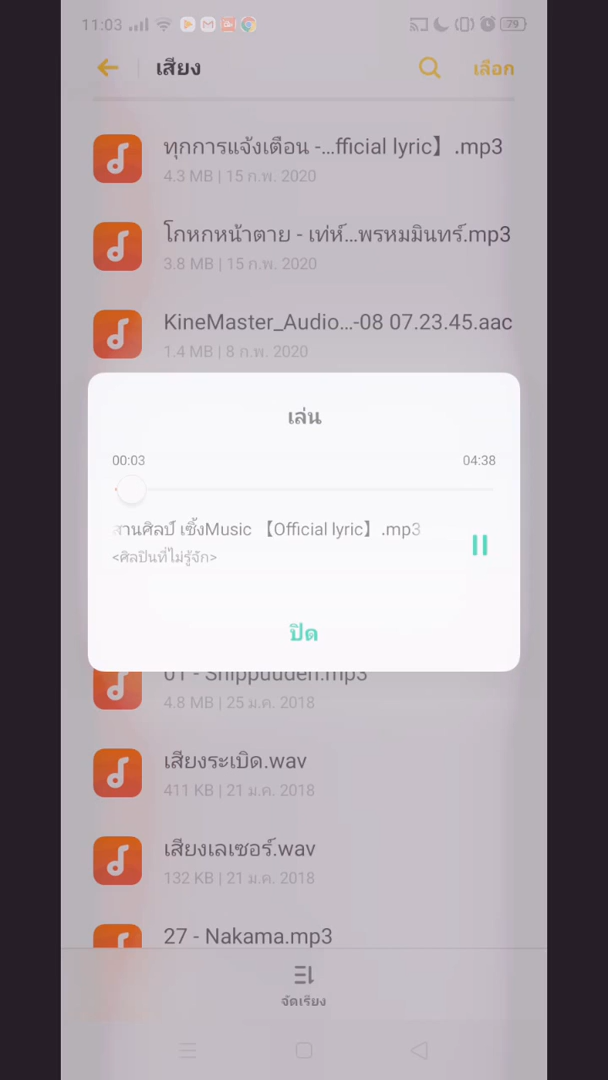 11:03
79
เสียง
เลือก
ทุกการแจ้งเตือน -...fficial lyric】.mp3
4.3 MB | 15 ก.พ. 2020
โกหกหน้าตาย - เท่ห์...พรหมมินทร์.mp3
3.8 MB | 15 ก.พ. 2020
KineMaster_Audio...-08 07.23.45.aac
1.4 MB | 8 ก.พ. 2020
เล่น
00:03
04:38
สานศิลป์ เซิ้งMusic 【Official lyric】.mp3
<ศิลปินที่ไม่รู้จัก>
ปิด
01 - Shippuuden.mp3
4.8 MB | 25 ม.ค. 2018
เสียงระเบิด.wav
411 KB | 21 ม.ค. 2018
เสียงเลเซอร์.wav
132 KB | 21 ม.ค. 2018
27 - Nakama.mp3
จัดเรียง